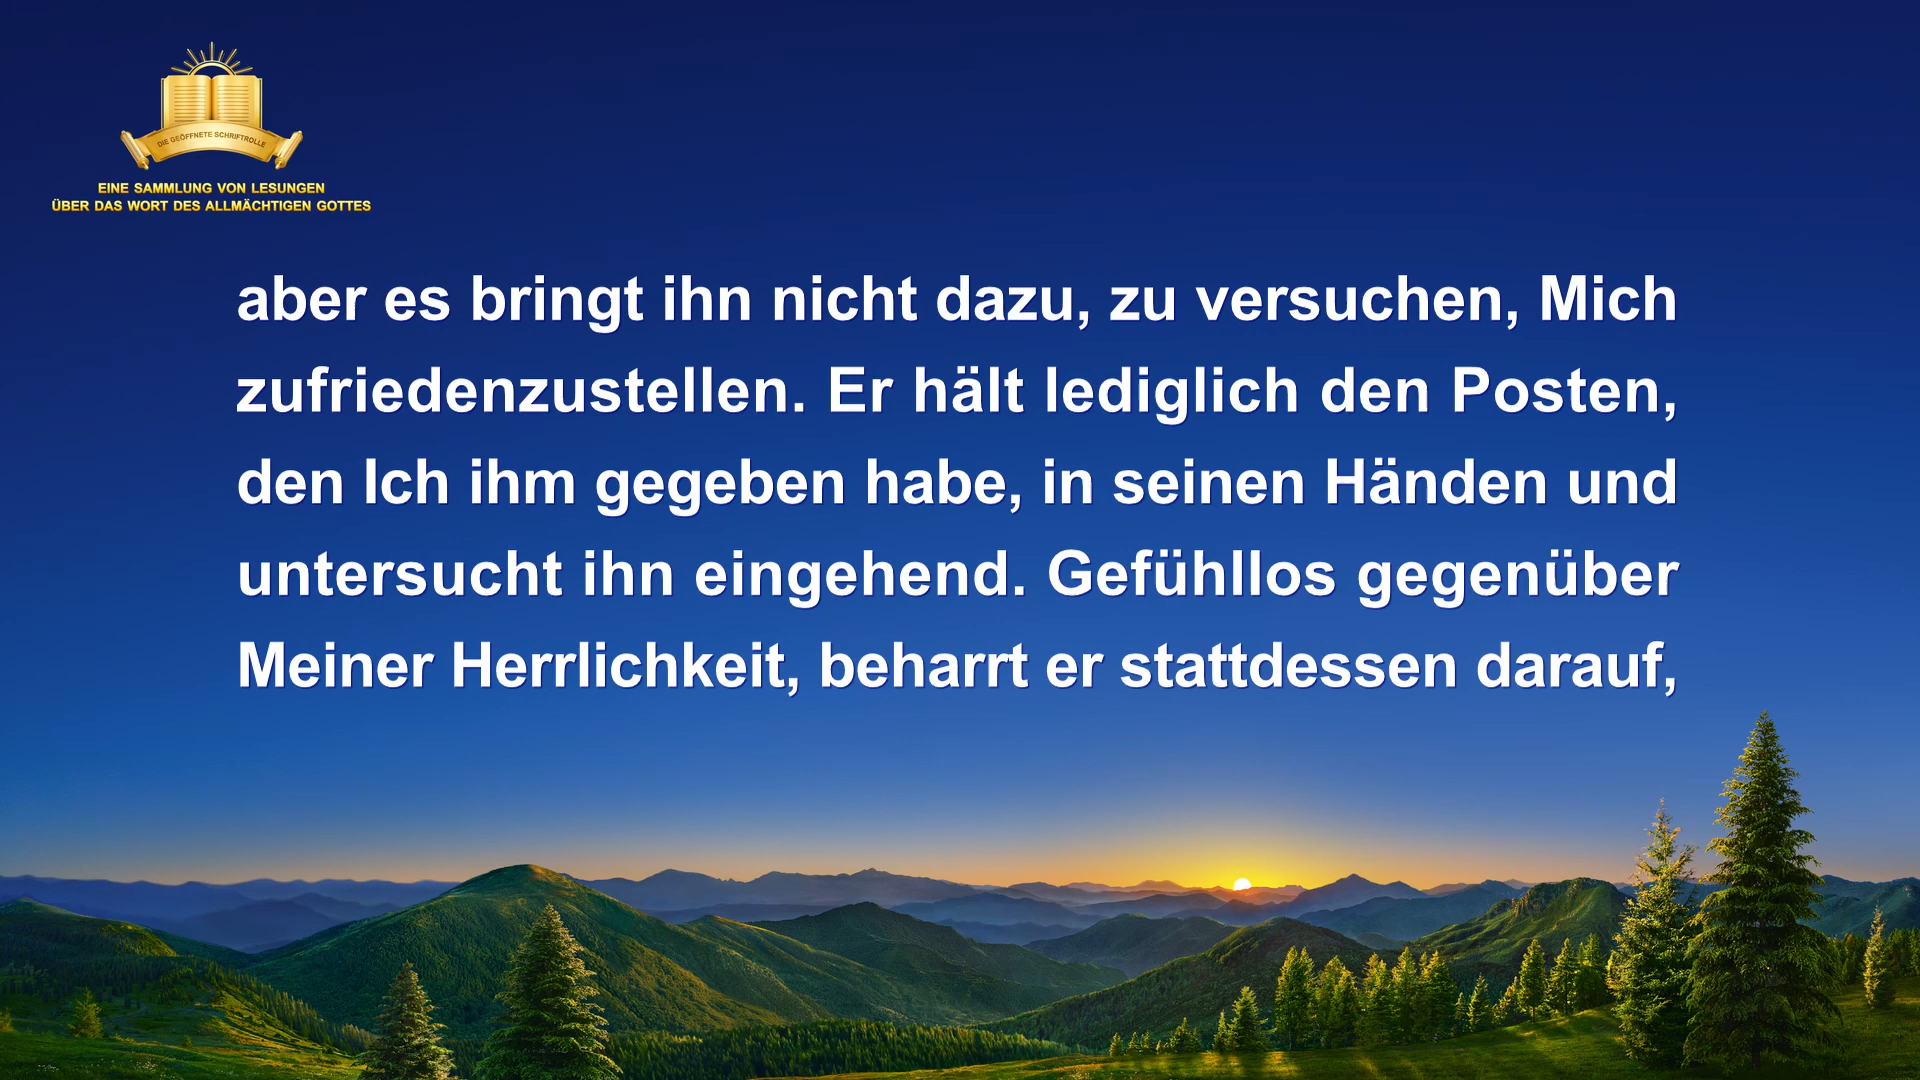 DIE GEÖFFNETE SCHRIFTROLLE
EINE SAMMLUNG VON LESUNGEN
ÜBER DAS WORT DES ALLMÄCHTIGEN GOTTES
aber es bringt ihn nicht dazu, zu versuchen, Mich
zufriedenzustellen. Er hält lediglich den Posten,
den Ich ihm gegeben habe, in seinen Händen und
untersucht ihn eingehend. Gefühllos gegenüber
Meiner Herrlichkeit, beharrt er stattdessen darauf,